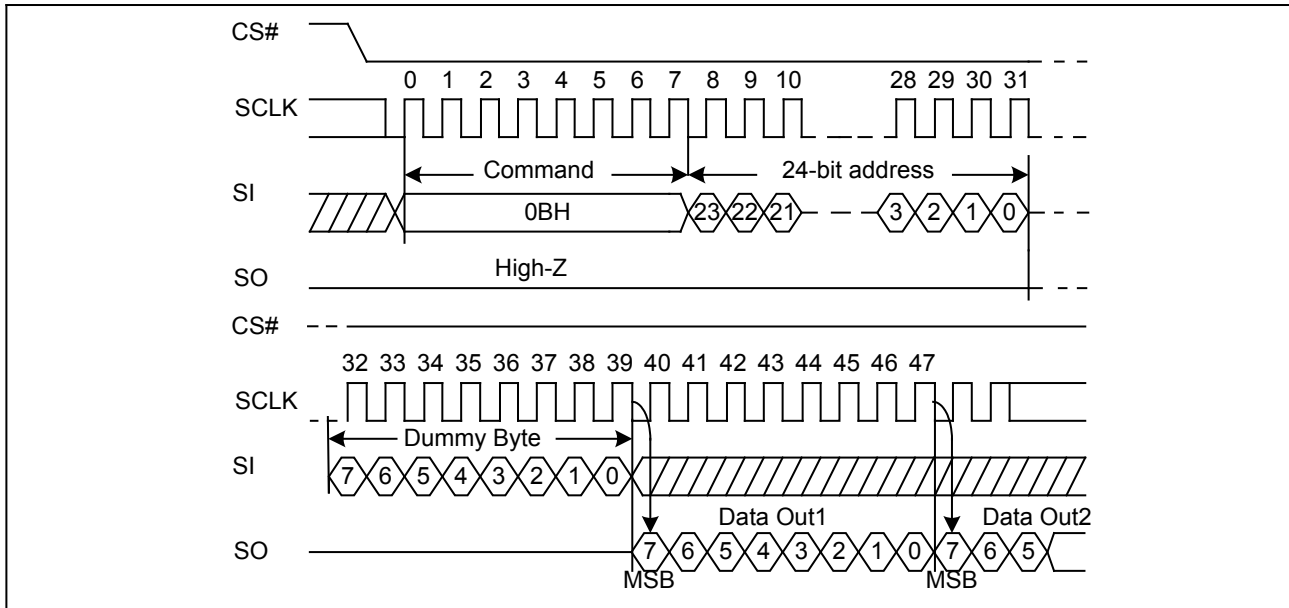 CS#
0 1 2 3 4 5 6 7 8 9 10 28 29 30 31
SCLK
Command 24-bit address
SI
0BH 23 22 21 3 2 1 0
High-Z
SO
CS#
32 33 34 35 36 37 38 39 40 41 42 43 44 45 46 47
SCLK
Dummy Byte
SI
7 6 5 4 3 2 1 0
Data Out1 Data Out2
SO
7 6 5 4 3 2 1 0 7 6 5
MSB MSB